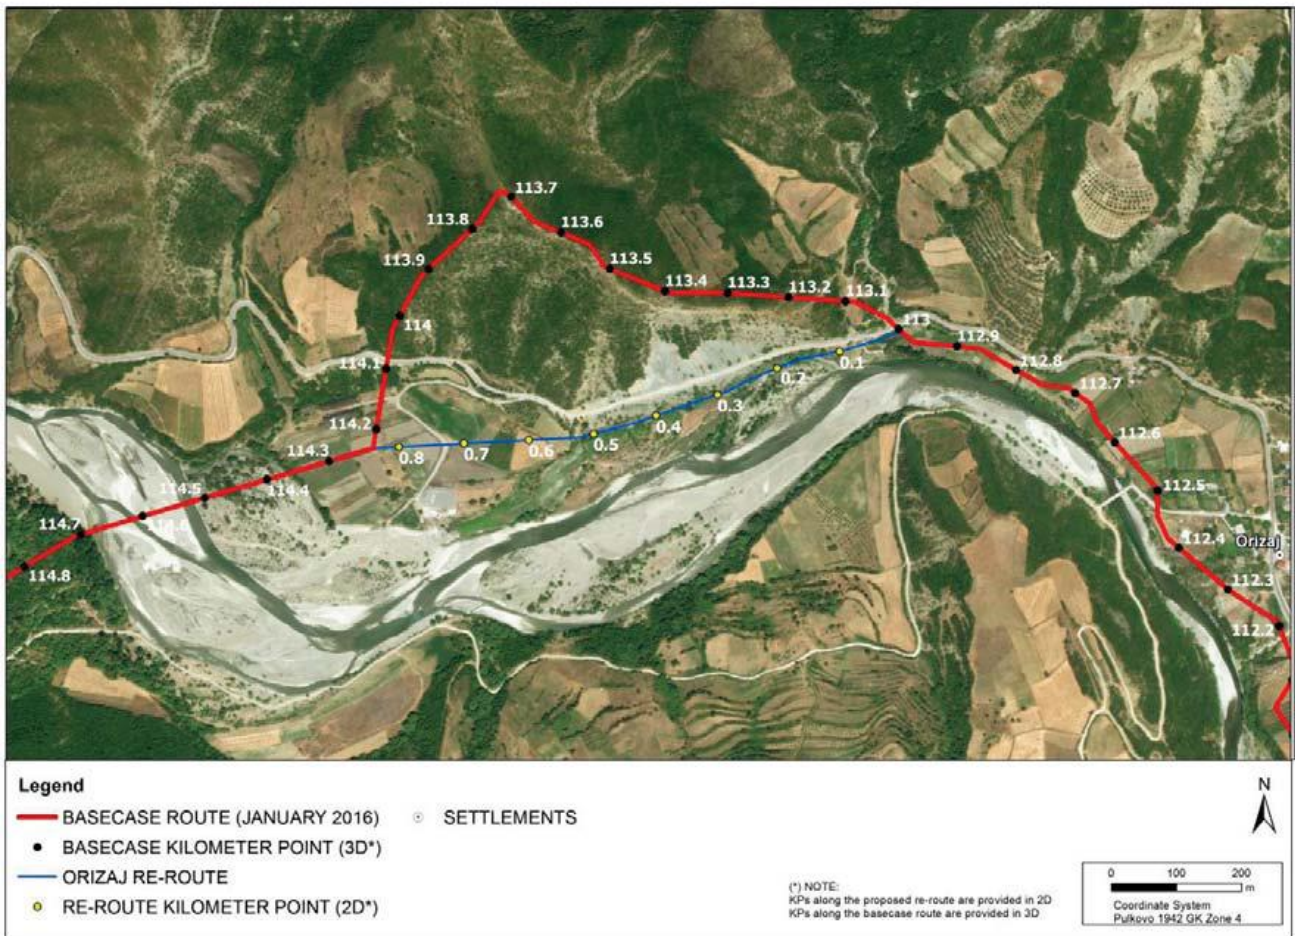 113.7
113.8
113.6
113.9
113.5
113.4
113.3
113.2
113.1
114
113
112.9
0.1
114.1
112.8
0.2
112.7
0.3
0.4
114.2
0.5
112.6
0.8
0.7
0.6
114.3
114.4
112.5
114.5
114.6
114.7
112.4
Orizaj
114.8
112.3
112.2
Legend
BASECASE ROUTE (JANUARY 2016)
SETTLEMENTS
BASECASE KILOMETER POINT (3D*)
ORIZAJ RE-ROUTE
RE-ROUTE KILOMETER POINT (2D*)
(*) NOTE:
KPs along the proposed re-route are provided in 2D
KPs along the basecase route are provided in 3D
N
0 100 200
m
Coordinate System
Pulkovo 1942 GK Zone 4